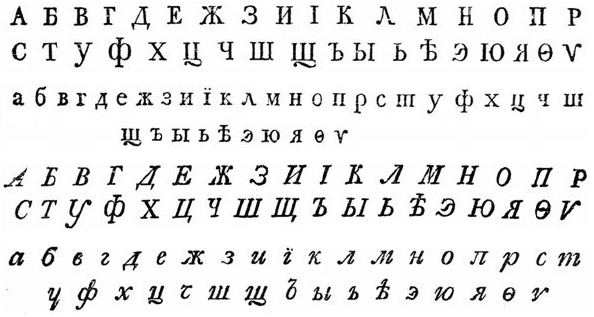 А Б В Г Д Е Ж З И І К Л М Н О П Р
С Т У Ф Х Ц Ч Ш Щ Ъ Ы Ь Ѣ Э Ю Я Ѳ Ѵ
а б в г д е ж з и ї к л м н о п р с т у ф х ц ч ш
щ ъ ы ь ѣ э ю я ѳ ѵ
А Б В Г Д Е Ж З И І К Л М Н О П Р
С Т У Ф Х Ц Ч Ш Щ Ъ Ы Ь Ѣ Э Ю Я Ѳ Ѵ
а б в г д е ж з и ї к л м н о п р с т
у ф х ц ч ш щ ъ ы ь ѣ э ю я ѳ ѵ